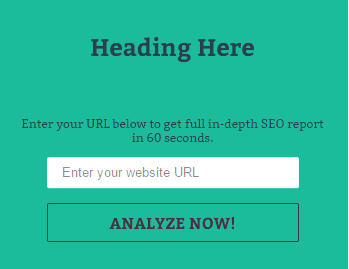 Heading Here
Enter your URL below to get full in-depth SEO report
in 60 seconds.
Enter your website URL
ANALYZE NOW!